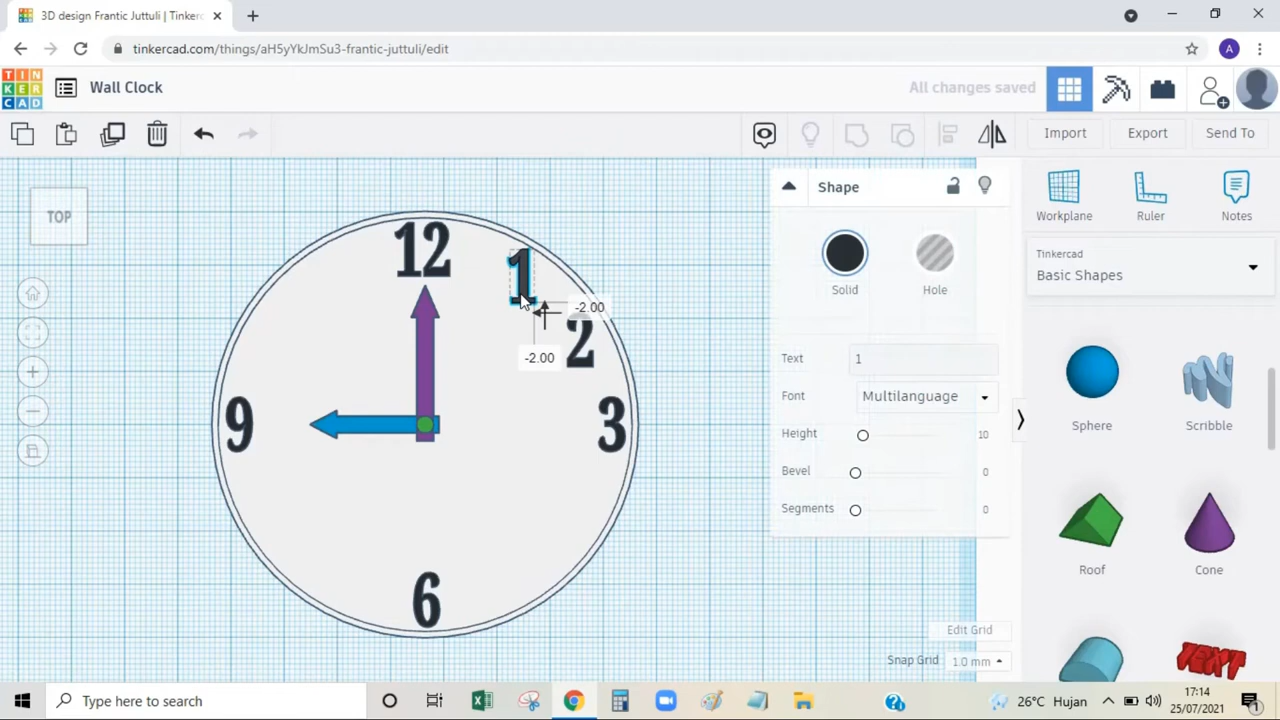 3D design Frantic Juttuli | Tinker
tinkercad.com/things/aH5yYkJmSu3-frantic-juttuli/edit
A
TIN
KER
CAD
Wall Clock
All changes saved
Import
Export
Send To
TOP
12
1
2
3
6
9
-2.00
-2.00
Shape
Solid
Hole
Text
1
Font
Multilanguage
Height
10
Bevel
0
Segments
0
Workplane
Ruler
Notes
Tinkercad
Basic Shapes
Sphere
Scribble
Roof
Cone
TEXT
Edit Grid
Snap Grid
1.0 mm
Type here to search
26°C Hujan
17:14
25/07/2021
1